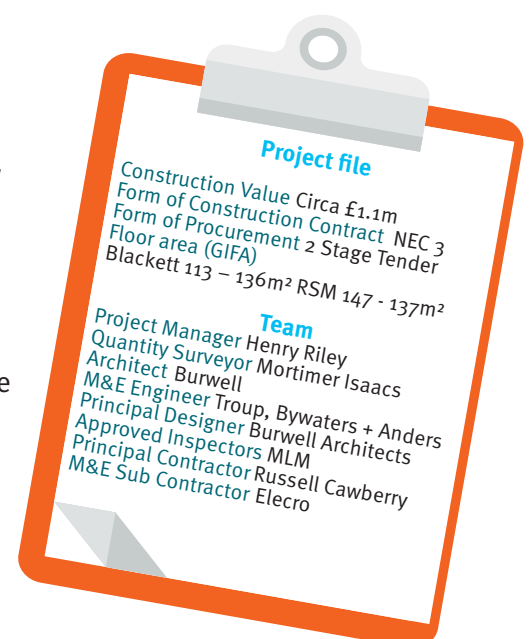 Project file
Construction Value Circa £1.1m
Form of Construction Contract NEC 3
Form of Procurement 2 Stage Tender
Floor area (GIFA)
Blackett 113 – 136m² RSM 147 - 137m²
Team
Project Manager Henry Riley
Quantity Surveyor Mortimer Isaacs
Architect Burwell
M&E Engineer Troup, Bywaters + Anders
Principal Designer Burwell Architects
Approved Inspectors MLM
Principal Contractor Russell Cawberry
M&E Sub Contractor Elecro
e